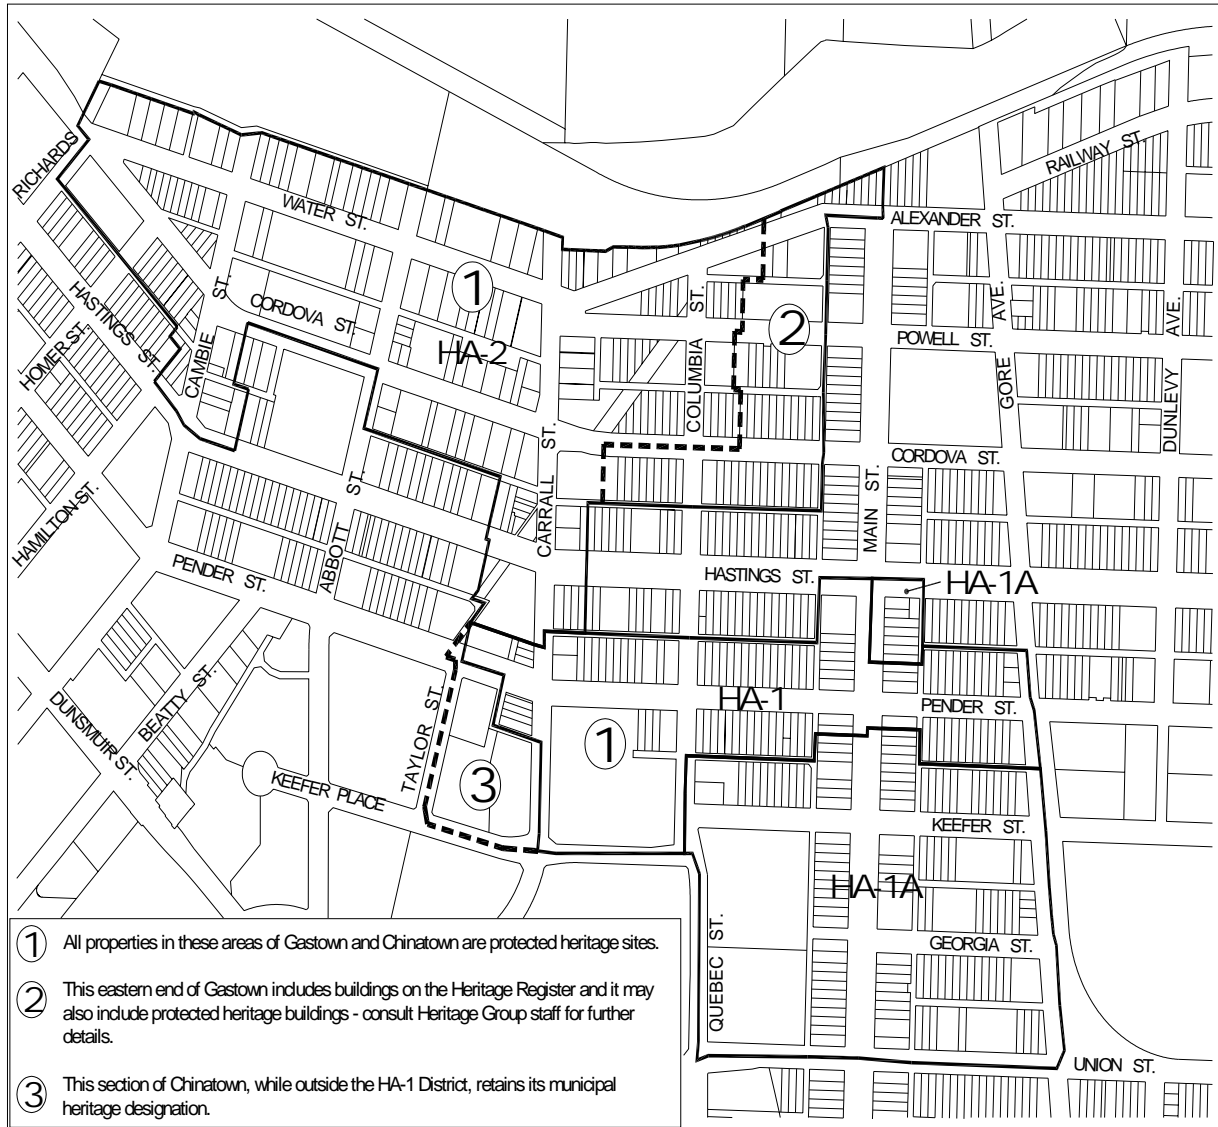 RICHARDS
WATER ST.
ST.
CAMBIE
CORDOVA ST.
HASTINGS ST.
HOMER ST.
HAMILTON ST.
1
HA-2
ST.
COLUMBIA
2
ALEXANDER ST.
RAILWAY ST.
POWELL ST.
AVE.
GORE
AVE.
DUNLEVY
CORDOVA ST.
MAIN ST.
CARRALL ST.
ST.
ABBOTT
PENDER ST.
HASTINGS ST.
HA-1A
HA-1
PENDER ST.
1
3
TAYLOR ST.
BEATTY ST.
DUNSMUIR ST.
KEEFER PLACE
KEEFER ST.
HA-1A
GEORGIA ST.
QUEBEC ST.
UNION ST.
1 All properties in these areas of Gastown and Chinatown are protected heritage sites.
2 This eastern end of Gastown includes buildings on the Heritage Register and it may
also include protected heritage buildings - consult Heritage Group staff for further
details.
3 This section of Chinatown, while outside the HA-1 District, retains its municipal
heritage designation.